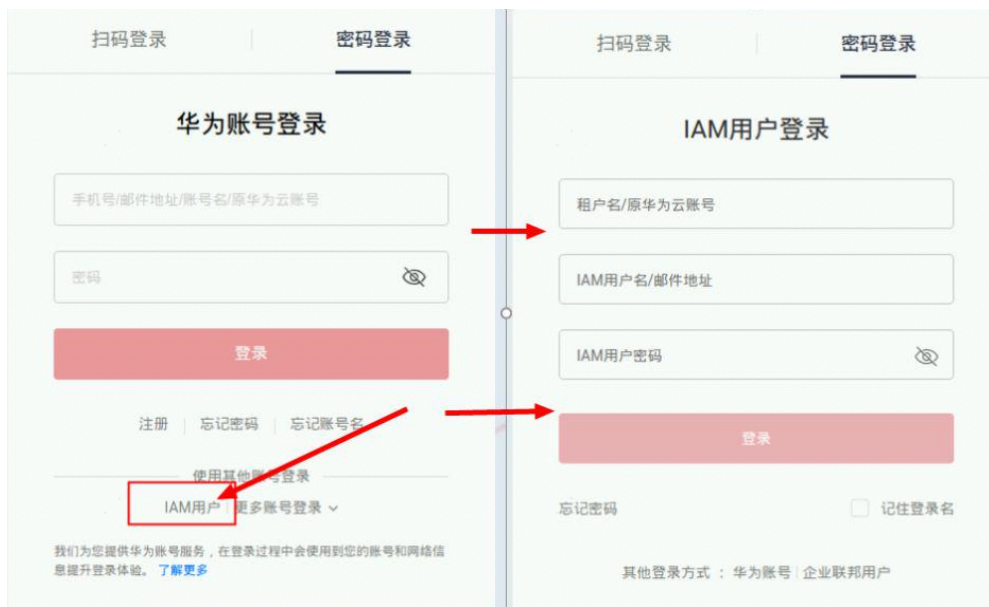 扫码登录
密码登录
华为账号登录
手机号/邮件地址/账号名/原华为云账号
密码
登录
注册 忘记密码 忘记账号名
使用其他账号登录
IAM用户 更多账号登录
我们为您提供华为账号服务，在登录过程中会使用到您的账号和网络信
息提升登录体验。 了解更多
扫码登录
密码登录
IAM用户登录
租户名/原华为云账号
IAM用户名/邮件地址
IAM用户密码
登录
忘记密码
记住登录名
其他登录方式 ： 华为账号 企业联邦用户